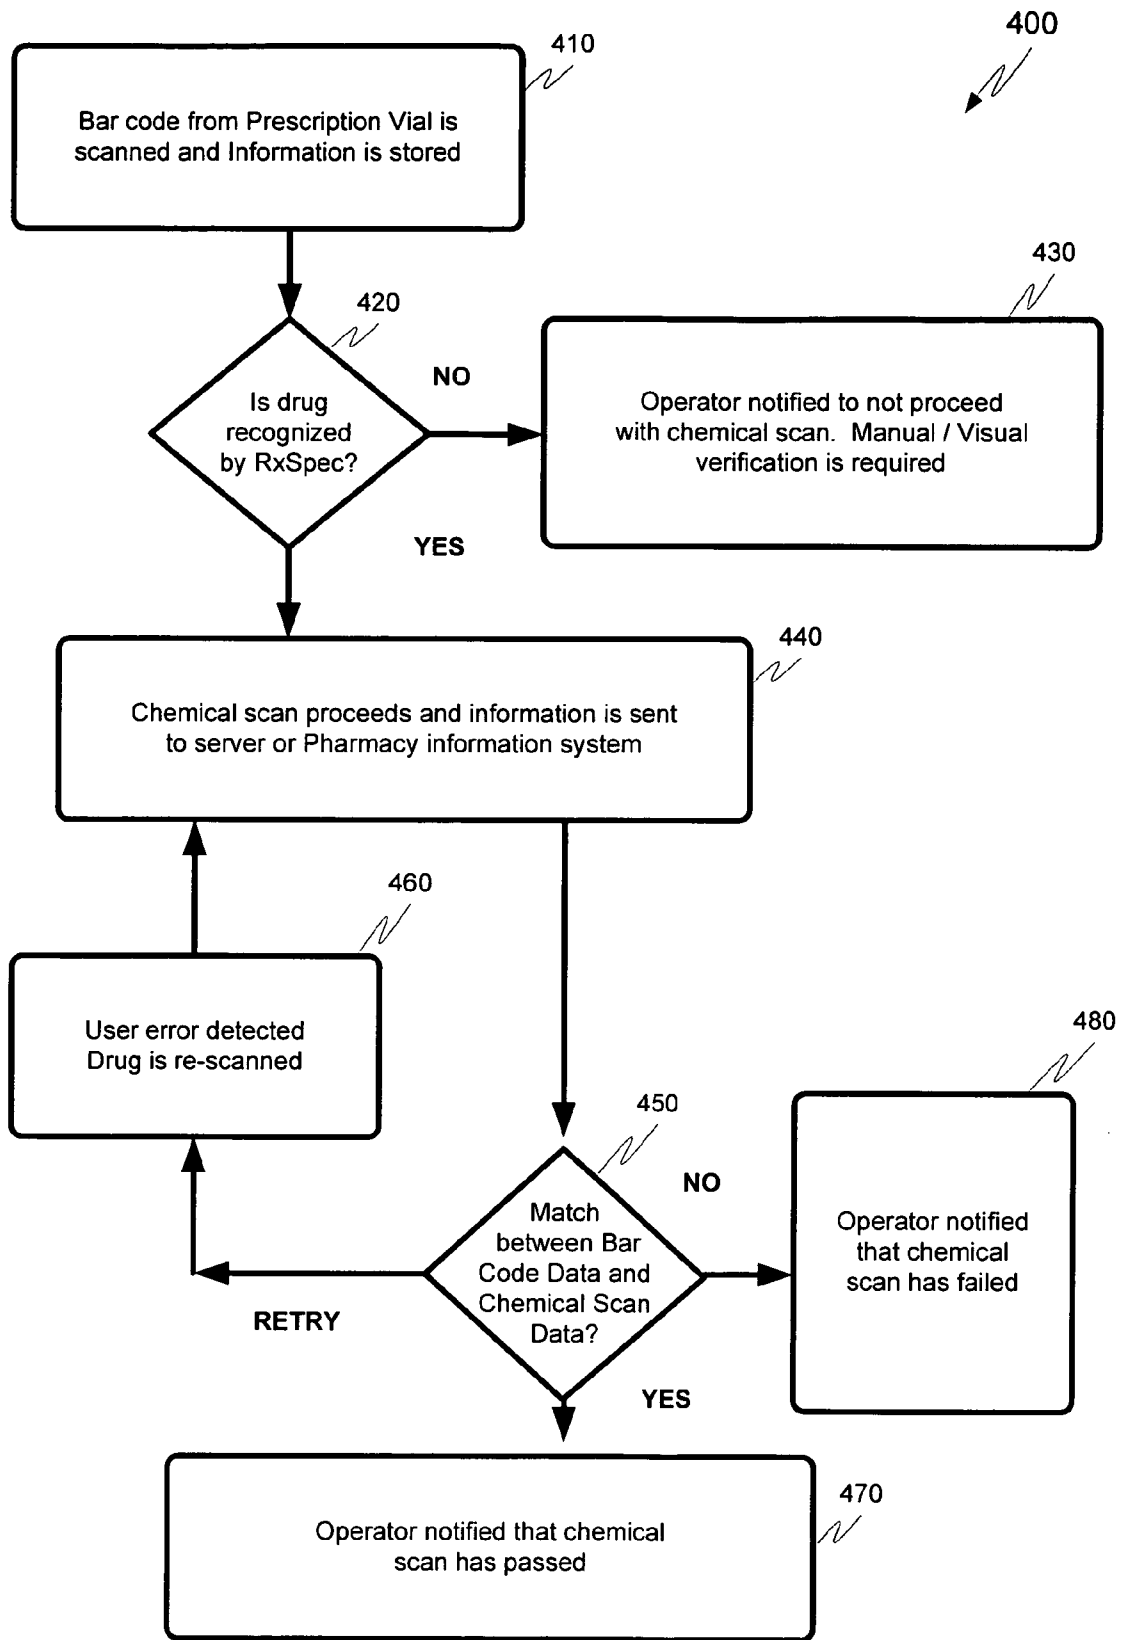 400
410
Bar code from Prescription Vial is
scanned and Information is stored
420
Is drug
recognized
by RxSpec?
NO
430
Operator notified to not proceed
with chemical scan. Manual / Visual
verification is required
YES
440
Chemical scan proceeds and information is sent
to server or Pharmacy information system
460
User error detected
Drug is re-scanned
450
Match
between Bar
Code Data and
Chemical Scan
Data?
RETRY
NO
480
Operator notified
that chemical
scan has failed
YES
470
Operator notified that chemical
scan has passed